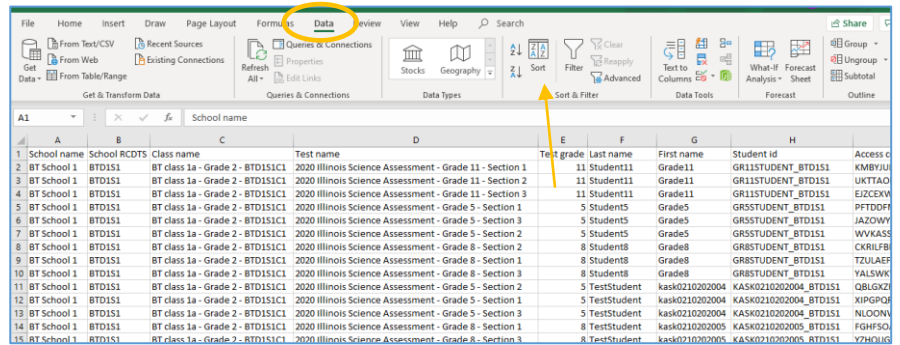 File Home Insert Draw Page Layout Formulas Data Review View Help Search Share
From Text/CSV Recent Sources Queries & Connections Clear Group
From Web Existing Connections Properties Reapply Ungroup
Get Data From Table/Range Refresh All Edit Links Stocks Geography Sort Filter Advanced Text to Columns What-If Analysis Forecast Sheet Subtotal
Get & Transform Data Queries & Connections Data Types Sort & Filter Data Tools Forecast Outline
A1 fx School name
A B C D E F G H
1 School name School RCDTS Class name Test name Test grade Last name First name Student id Access c
2 BT School 1 BTD1S1 BT class 1a - Grade 2 - BTD1S1C1 2020 Illinois Science Assessment - Grade 11 - Section 1 11 Student11 Grade11 GR11STUDENT_BTD1S1 KMBYJU
3 BT School 1 BTD1S1 BT class 1a - Grade 2 - BTD1S1C1 2020 Illinois Science Assessment - Grade 11 - Section 2 11 Student11 Grade11 GR11STUDENT_BTD1S1 UKTTAO
4 BT School 1 BTD1S1 BT class 1a - Grade 2 - BTD1S1C1 2020 Illinois Science Assessment - Grade 11 - Section 3 11 Student11 Grade11 GR11STUDENT_BTD1S1 EJZCEXW
5 BT School 1 BTD1S1 BT class 1a - Grade 2 - BTD1S1C1 2020 Illinois Science Assessment - Grade 5 - Section 1 5 Student5 Grade5 GR5STUDENT_BTD1S1 PFTDDF
6 BT School 1 BTD1S1 BT class 1a - Grade 2 - BTD1S1C1 2020 Illinois Science Assessment - Grade 5 - Section 3 5 Student5 Grade5 GR5STUDENT_BTD1S1 JAZOWY
7 BT School 1 BTD1S1 BT class 1a - Grade 2 - BTD1S1C1 2020 Illinois Science Assessment - Grade 5 - Section 2 5 Student5 Grade5 GR5STUDENT_BTD1S1 WVKASS
8 BT School 1 BTD1S1 BT class 1a - Grade 2 - BTD1S1C1 2020 Illinois Science Assessment - Grade 8 - Section 2 8 Student8 Grade8 GR8STUDENT_BTD1S1 CKRILFB
9 BT School 1 BTD1S1 BT class 1a - Grade 2 - BTD1S1C1 2020 Illinois Science Assessment - Grade 8 - Section 1 8 Student8 Grade8 GR8STUDENT_BTD1S1 TZULAEF
10 BT School 1 BTD1S1 BT class 1a - Grade 2 - BTD1S1C1 2020 Illinois Science Assessment - Grade 8 - Section 3 8 Student8 Grade8 GR8STUDENT_BTD1S1 YALSWK
11 BT School 1 BTD1S1 BT class 1a - Grade 2 - BTD1S1C1 2020 Illinois Science Assessment - Grade 5 - Section 2 5 TestStudent kask0210202004 KASK0210202004_BTD1S1 QBLGXZ
12 BT School 1 BTD1S1 BT class 1a - Grade 2 - BTD1S1C1 2020 Illinois Science Assessment - Grade 5 - Section 1 5 TestStudent kask0210202004 KASK0210202004_BTD1S1 XIPGPQ
13 BT School 1 BTD1S1 BT class 1a - Grade 2 - BTD1S1C1 2020 Illinois Science Assessment - Grade 5 - Section 3 5 TestStudent kask0210202004 KASK0210202004_BTD1S1 NLOONV
14 BT School 1 BTD1S1 BT class 1a - Grade 2 - BTD1S1C1 2020 Illinois Science Assessment - Grade 8 - Section 1 8 TestStudent kask0210202005 KASK0210202005_BTD1S1 FGHFSO
15 BT School 1 BTD1S1 BT class 1a - Grade 2 - BTD1S1C1 2020 Illinois Science Assessment - Grade 8 - Section 3 8 TestStudent kask0210202005 KASK0210202005_BTD1S1 YZHOUG